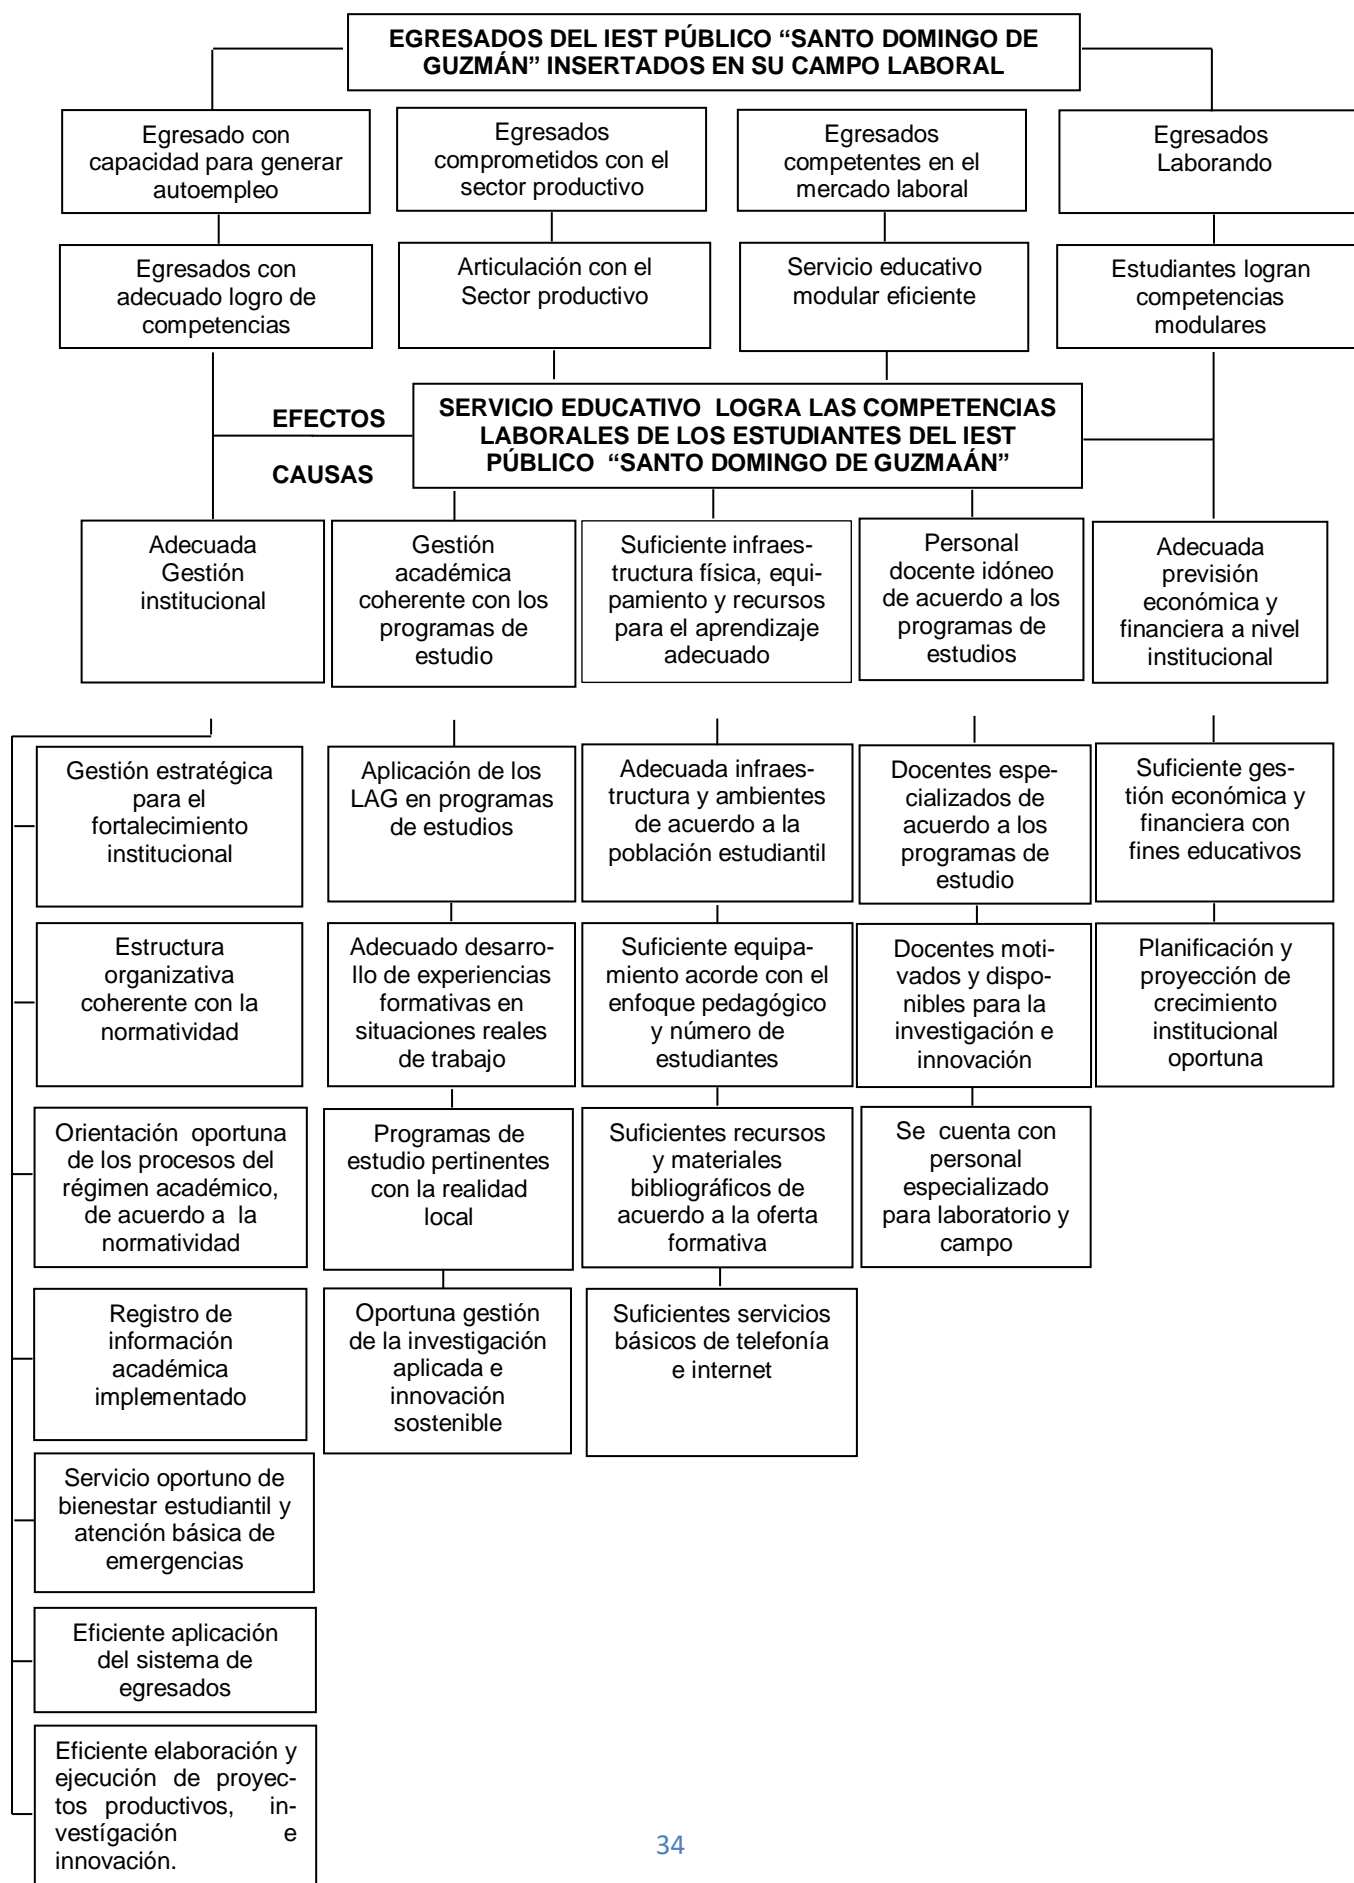 EGRESADOS DEL IEST PÚBLICO “SANTO DOMINGO DE
GUZMÁN” INSERTADOS EN SU CAMPO LABORAL
Egresado con
capacidad para generar
autoempleo
Egresados
comprometidos con el
sector productivo
Egresados
competentes en el
mercado laboral
Egresados
Laborando
Egresados con
adecuado logro de
competencias
Articulación con el
Sector productivo
Servicio educativo
modular eficiente
Estudiantes logran
competencias
modulares
EFECTOS
CAUSAS
SERVICIO EDUCATIVO LOGRA LAS COMPETENCIAS
LABORALES DE LOS ESTUDIANTES DEL IEST
PÚBLICO “SANTO DOMINGO DE GUZMAÁN”
Adecuada
Gestión
institucional
Gestión
académica
coherente con los
programas de
estudio
Suficiente infraes-
tructura física, equi-
pamiento y recursos
para el aprendizaje
adecuado
Personal
docente idóneo
de acuerdo a los
programas de
estudios
Adecuada
previsión
económica y
financiera a nivel
institucional
Gestión estratégica
para el
fortalecimiento
institucional
Aplicación de los
LAG en programas
de estudios
Adecuada infraes-
tructura y ambientes
de acuerdo a la
población estudiantil
Docentes espe-
cializados de
acuerdo a los
programas de
estudio
Suficiente ges-
tión económica y
financiera con
fines educativos
Estructura
organizativa
coherente con la
normatividad
Adecuado desarro-
llo de experiencias
formativas en
situaciones reales
de trabajo
Suficiente equipa-
miento acorde con el
enfoque pedagógico
y número de
estudiantes
Docentes moti-
vados y dispo-
nibles para la
investigación e
innovación
Planificación y
proyección de
crecimiento
institucional
oportuna
Orientación oportuna
de los procesos del
régimen académico,
de acuerdo a la
normatividad
Programas de
estudio pertinentes
con la realidad
local
Suficientes recursos
y materiales
bibliográficos de
acuerdo a la oferta
formativa
Se cuenta con
personal
especializado
para laboratorio y
campo
Registro de
información
académica
implementado
Oportuna gestión
de la investigación
aplicada e
innovación
sostenible
Suficientes servicios
básicos de telefonía
e internet
Servicio oportuno de
bienestar estudiantil y
atención básica de
emergencias
Eficiente aplicación
del sistema de
egresados
Eficiente elaboración y
ejecución de proyec-
tos productivos, in-
vestígación e
innovación.
34